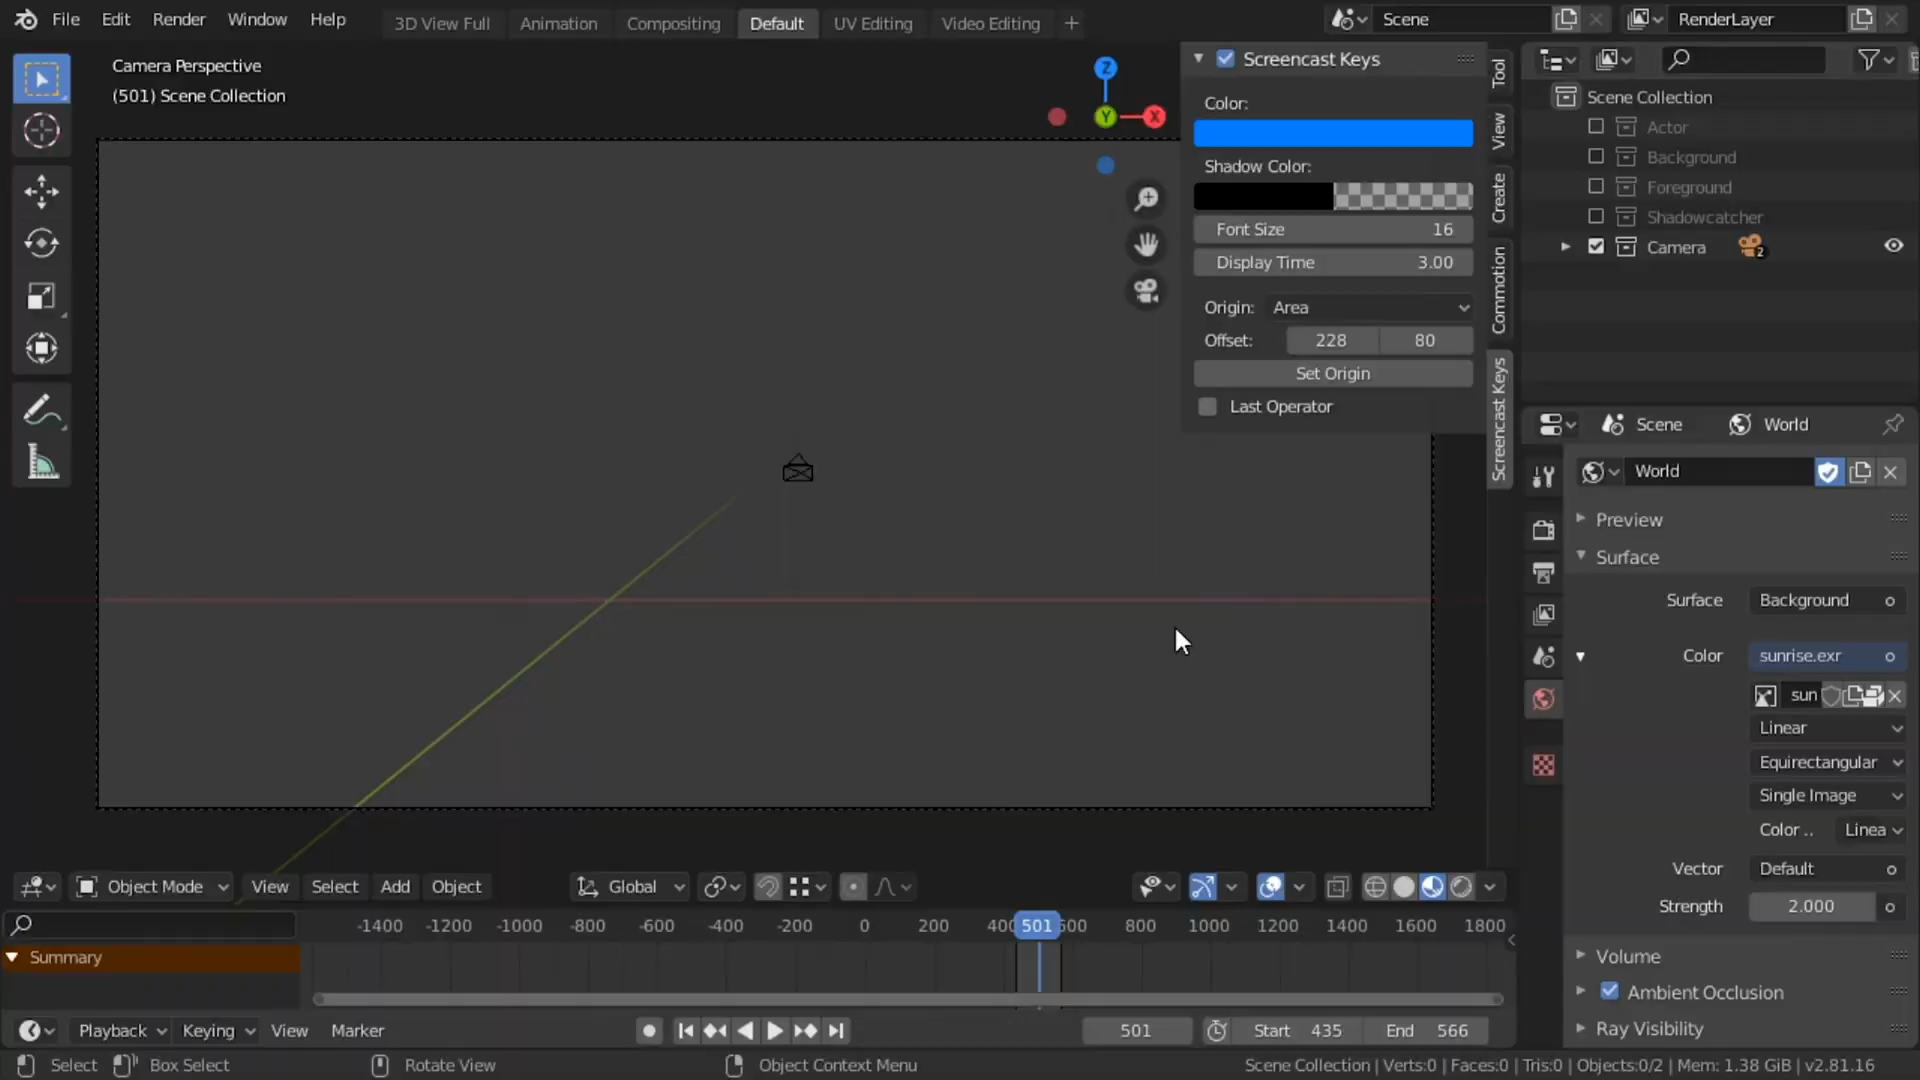 File Edit Render Window Help 3D View Full Animation Compositing Default UV Editing Video Editing + Scene RenderLayer
Camera Perspective
(501) Scene Collection
Z
Y
X
Screencast Keys
Color:
Shadow Color:
Font Size 16
Display Time 3.00
Origin: Area
Offset: 228 80
Set Origin
Last Operator
Tool
View
Create
Commotion
Screencast Keys
Scene Collection
Actor
Background
Foreground
Shadowcatcher
Camera 2
Scene World
World
Preview
Surface
Surface Background
Color sunrise.exr
sun
Linear
Equirectangular
Single Image
Color .. Linea
Vector Default
Strength 2.000
Volume
Ambient Occlusion
Ray Visibility
Object Mode View Select Add Object Global
-1400 -1200 -1000 -800 -600 -400 -200 0 200 400 501 600 800 1000 1200 1400 1600 1800
Summary
Playback Keying View Marker 501 Start 435 End 566
Select Box Select Rotate View Object Context Menu Scene Collection | Verts:0 | Faces:0 | Tris:0 | Objects:0/2 | Mem: 1.38 GiB | v2.81.16